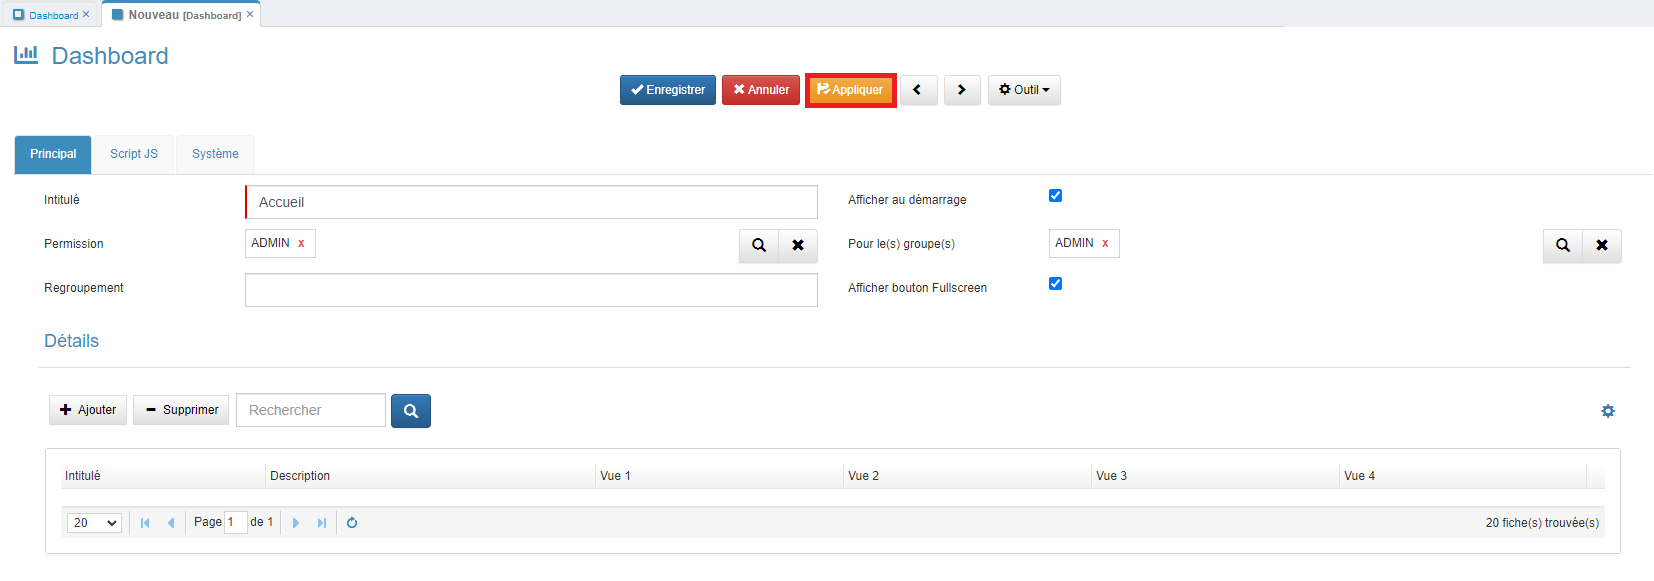 Dashboard ×
Nouveau [Dashboard] ×
Dashboard
Enregistrer Annuler Appliquer Outil
Principal Script JS Système
Intitulé Accueil Afficher au démarrage
Permission ADMIN x Pour le(s) groupe(s) ADMIN x
Regroupement Afficher bouton Fullscreen
Détails
Ajouter Supprimer Rechercher
Intitulé Description Vue 1 Vue 2 Vue 3 Vue 4
20 Page 1 de 1 20 fiche(s) trouvée(s)